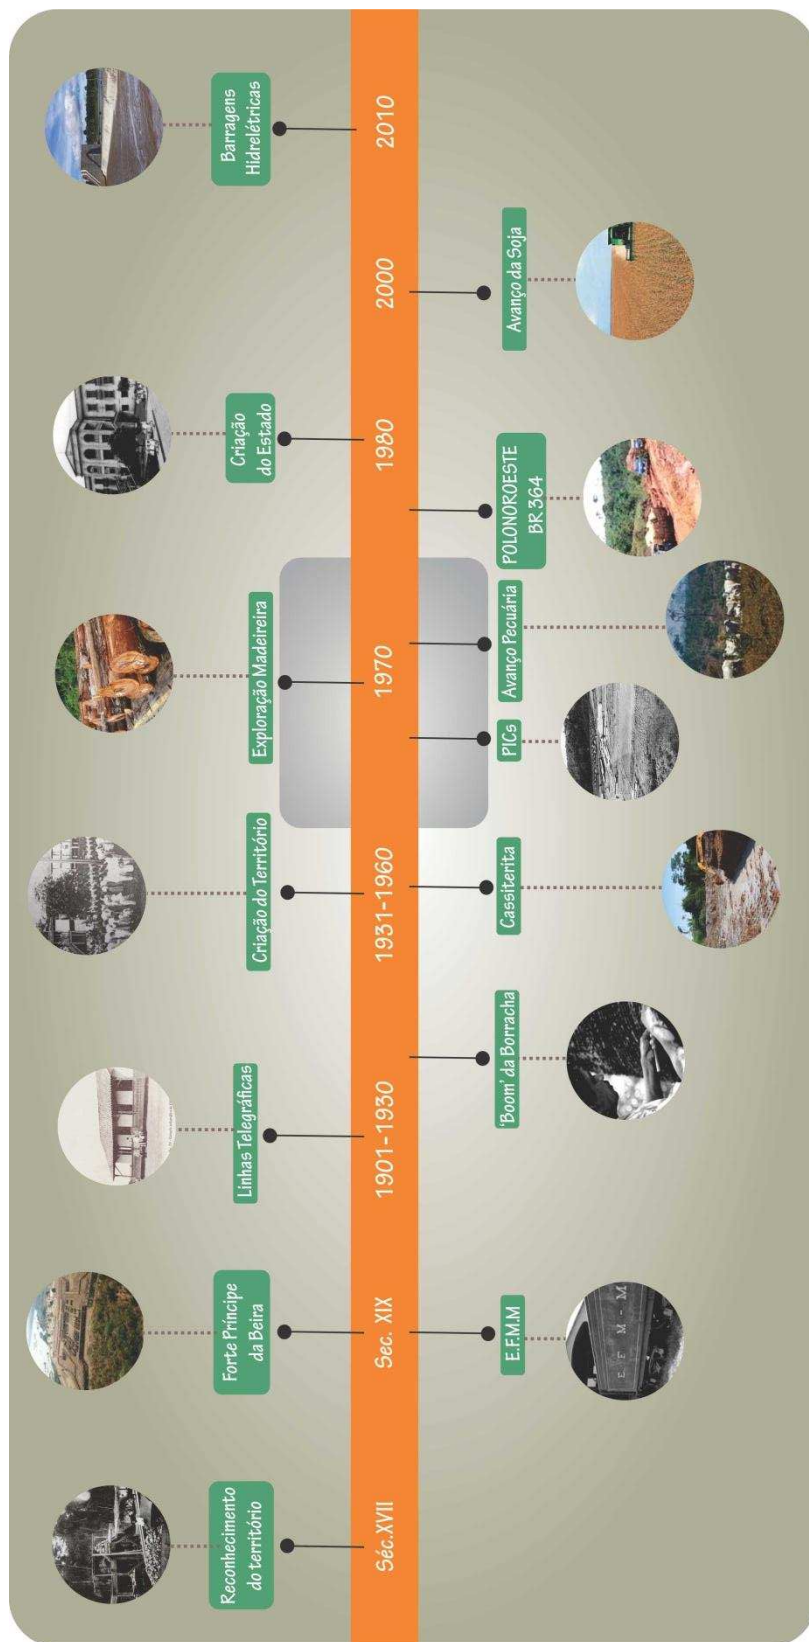 Reconhecimento
do território
Forte Príncipe
da Beira
Linhas Telegráficas
Criação do Território
Exploração Madeireira
Criação
do Estado
Barragens
Hidrelétricas
Séc.XVII
Sec. XIX
1901-1930
1931-1960
1970
1980
2000
2010
E.F.M.M
'Boom' da Borracha
Cassiterita
PICs
Avanço Pecuária
POLONOROESTE
BR 364
Avanço da Soja
E F M - M